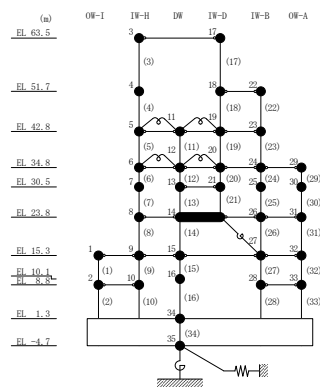 (m) OW-I IW-H DW IW-D IW-B OW-A
EL 63.5 3 17
(3) (17)
EL 51.7 4 18 22
(4) (18) (22)
EL 42.8 5 11 19 23
(5) (11) (19) (23)
EL 34.8 6 12 20 24 29
(6) (12) (20) (24) (29)
EL 30.5 7 13 21 25 30
(7) (13) (21) (25) (30)
EL 23.8 8 14 26 31
(8) (14) (26) (31)
27
EL 15.3 1 9 15 32
(1) (9) (15) (27) (32)
EL 10.1 16
EL 8.8 2 10 28 33
(2) (10) (16) (28) (33)
EL 1.3 34
(34)
EL -4.7 35